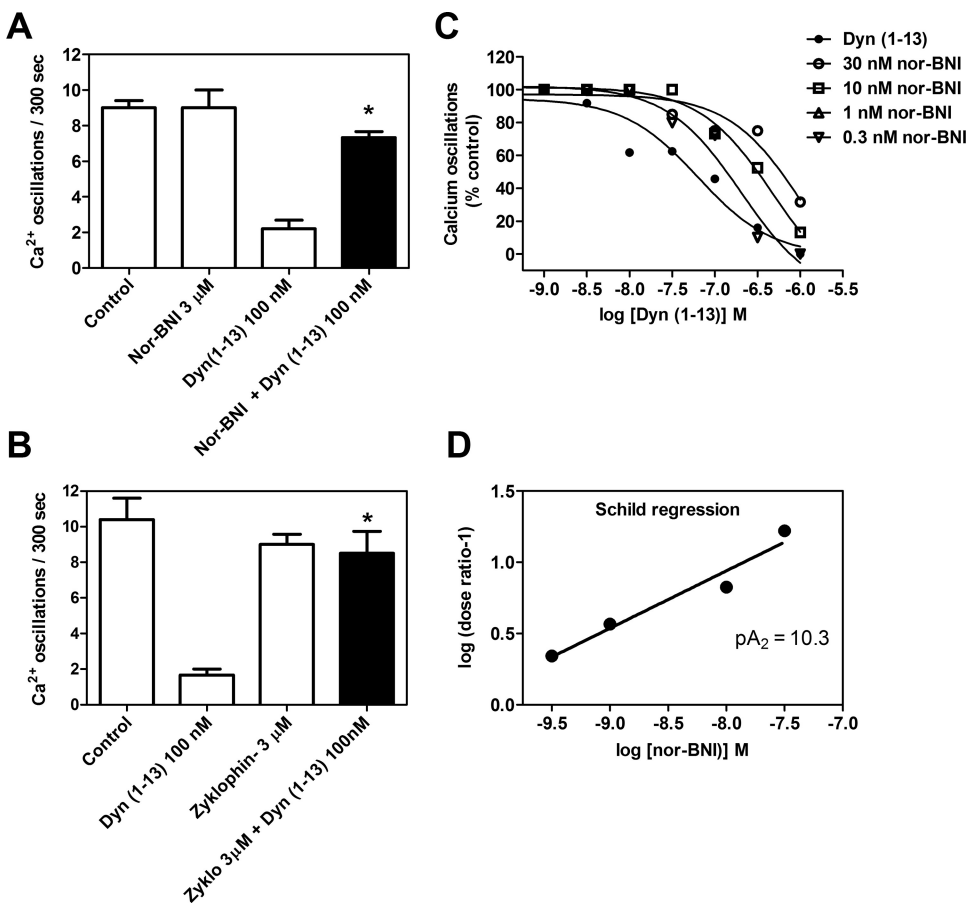 A
Ca2+ oscillations / 300 sec
12
10
8
6
4
2
0
*
Control
Nor-BNI 3 μM
Dyn(1-13) 100 nM
Nor-BNI + Dyn (1-13) 100 nM
C
Calcium oscillations
(% control)
120
100
80
60
40
20
0
-9.0 -8.5 -8.0 -7.5 -7.0 -6.5 -6.0 -5.5
log [Dyn (1-13)] M
Dyn (1-13)
30 nM nor-BNI
10 nM nor-BNI
1 nM nor-BNI
0.3 nM nor-BNI
B
Ca2+ oscillations / 300 sec
12
10
8
6
4
2
0
*
Control
Dyn (1-13) 100 nM
Zyklophin- 3 μM
Zyklo 3μM + Dyn (1-13) 100nM
D
log (dose ratio-1)
1.5
1.0
0.5
0.0
Schild regression
pA2 = 10.3
-9.5 -9.0 -8.5 -8.0 -7.5 -7.0
log [nor-BNI)] M